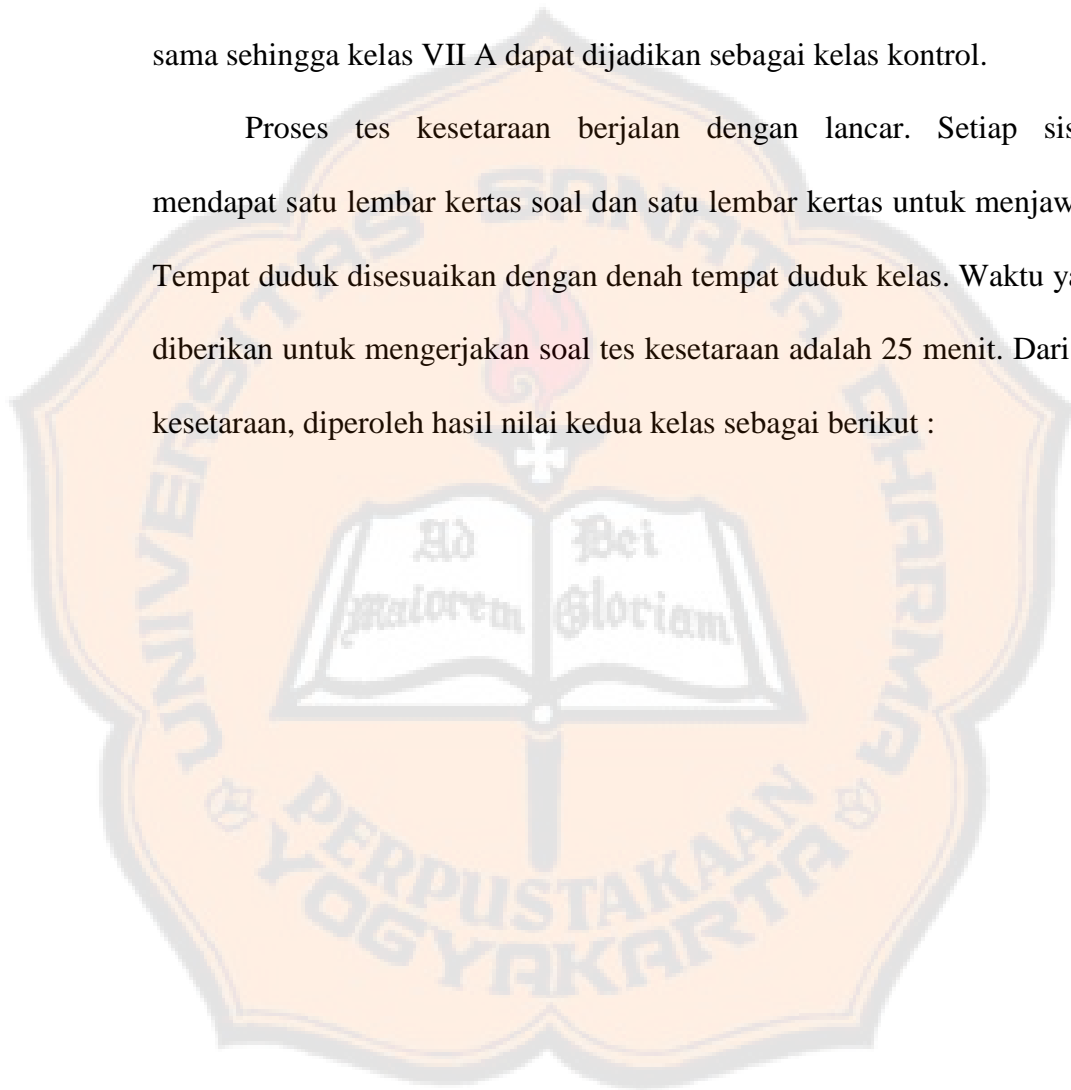 sama sehingga kelas VII A dapat dijadikan sebagai kelas kontrol.
Proses tes kesetaraan berjalan dengan lancar. Setiap sis
mendapat satu lembar kertas soal dan satu lembar kertas untuk menjaw
Tempat duduk disesuaikan dengan denah tempat duduk kelas. Waktu ya
diberikan untuk mengerjakan soal tes kesetaraan adalah 25 menit. Dari
kesetaraan, diperoleh hasil nilai kedua kelas sebagai berikut :
UNIVERSITAS SANATA DHARMA
Ad Dei
Maiorem Gloriam
PERPUSTAKAAN
YOGYAKARTA